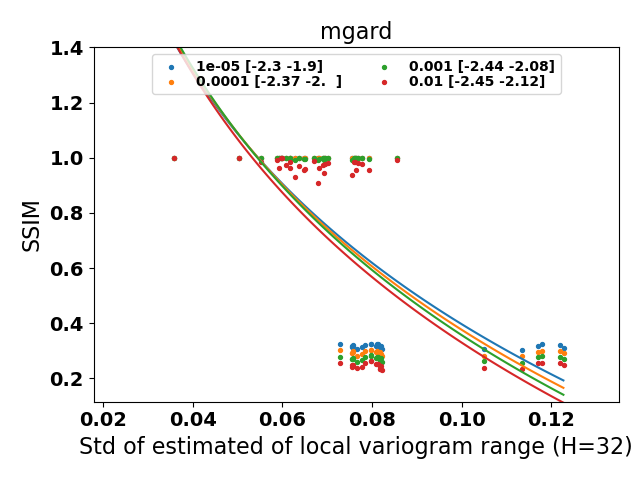 mgard
1e-05 [-2.3 -1.9]
0.0001 [-2.37 -2.  ]
0.001 [-2.44 -2.08]
0.01 [-2.45 -2.12]
SSIM
1.4
1.2
1.0
0.8
0.6
0.4
0.2
0.02 0.04 0.06 0.08 0.10 0.12
Std of estimated of local variogram range (H=32)